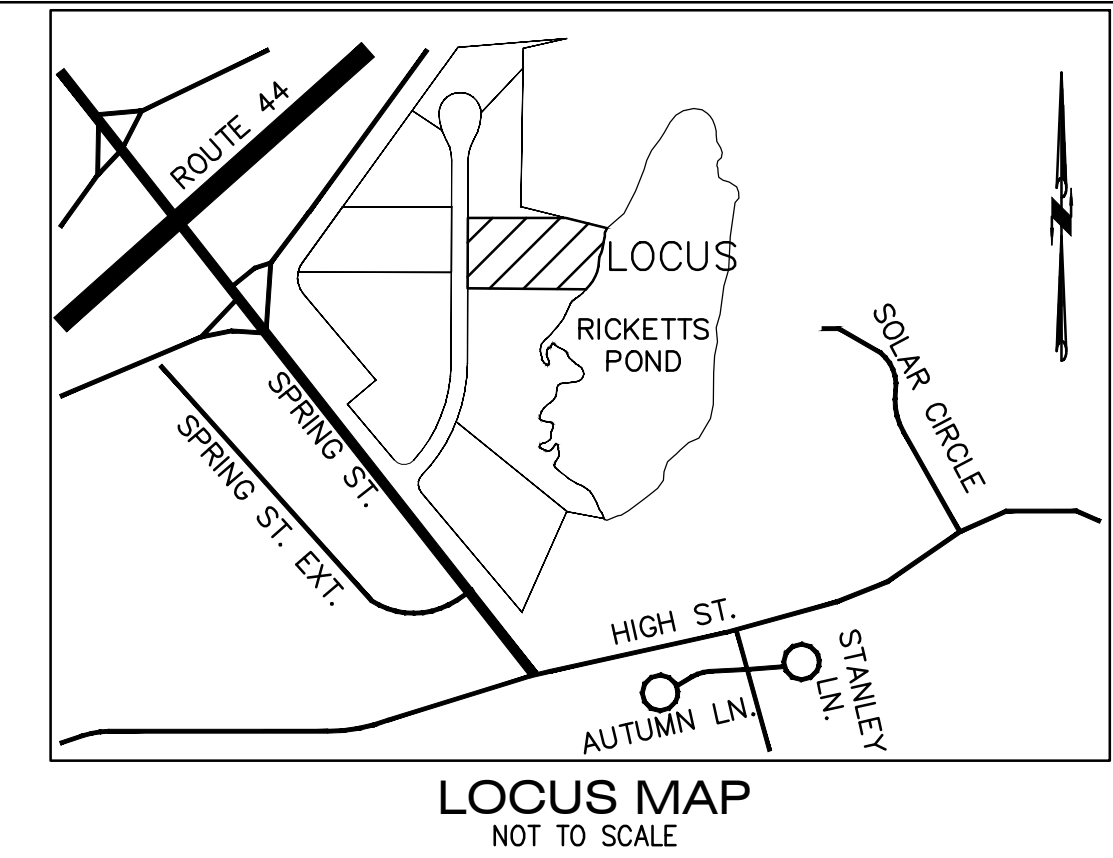 ROUTE 44
LOCUS
RICKETTS
POND
SOLAR CIRCLE
SPRING ST.
SPRING ST. EXT.
HIGH ST.
STANLEY
LN.
AUTUMN LN.
N
LOCUS MAP
NOT TO SCALE